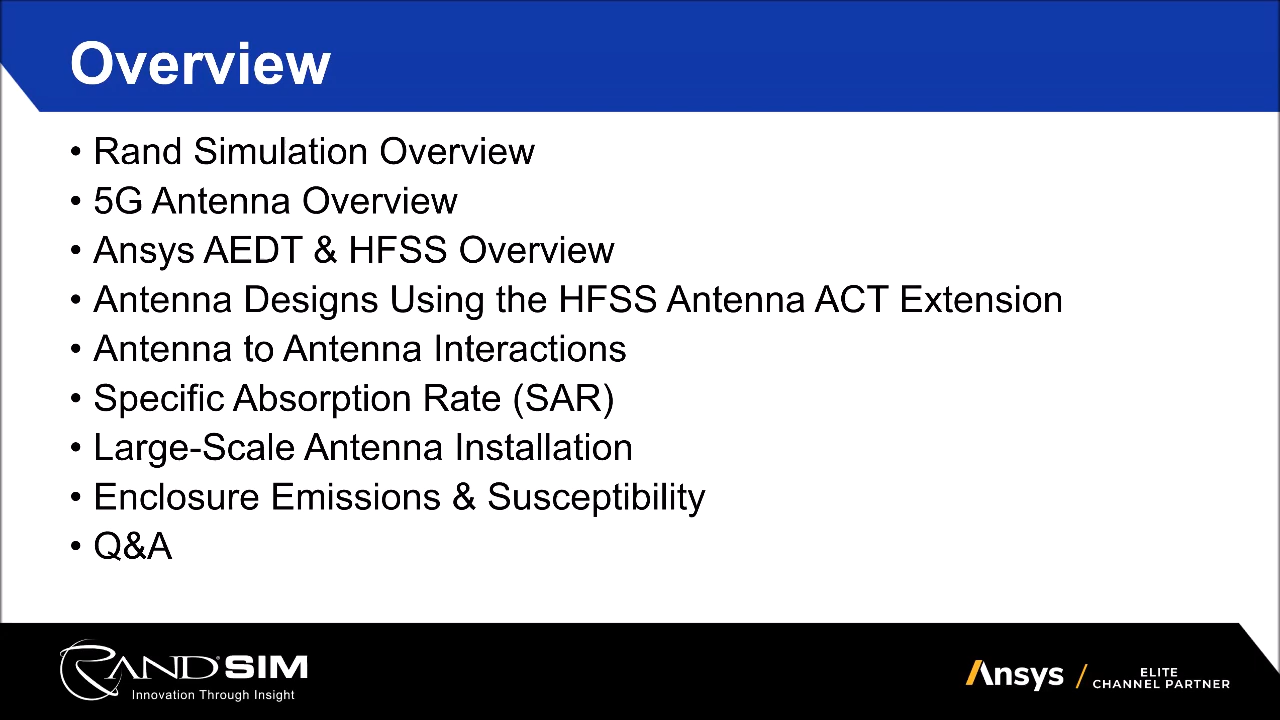 Overview
• Rand Simulation Overview
• 5G Antenna Overview
• Ansys AEDT & HFSS Overview
• Antenna Designs Using the HFSS Antenna ACT Extension
• Antenna to Antenna Interactions
• Specific Absorption Rate (SAR)
• Large-Scale Antenna Installation
• Enclosure Emissions & Susceptibility
• Q&A
RAND SIM
Innovation Through Insight
Ansys / ELITE
CHANNEL PARTNER